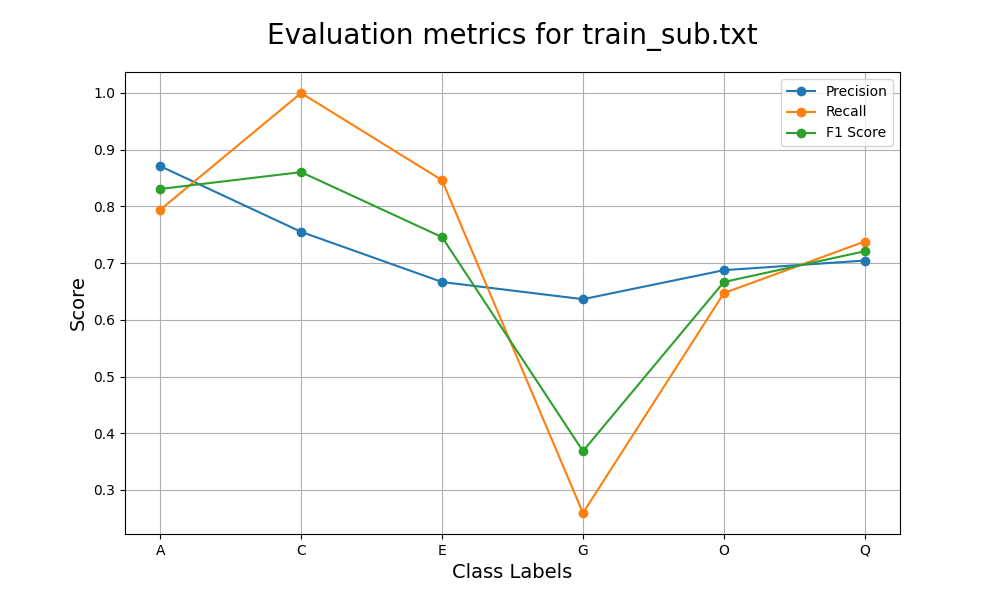 Evaluation metrics for train_sub.txt
Precision
Recall
F1 Score
1.0
0.9
0.8
0.7
0.6
0.5
0.4
0.3
Score
A C E G O Q
Class Labels